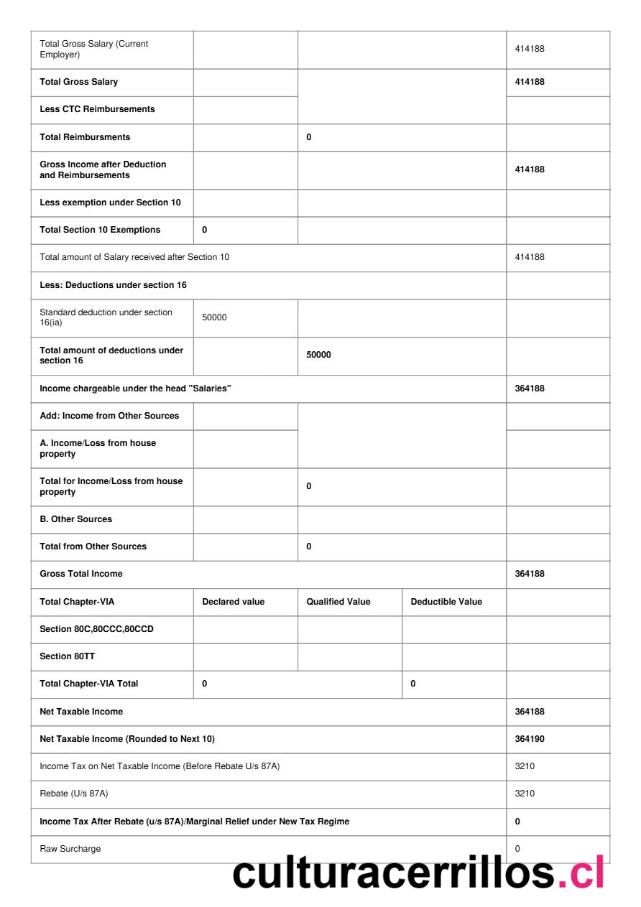 Total Gross Salary (Current
Employer) 414188
Total Gross Salary 414188
Less CTC Reimbursements
Total Reimbursments 0
Gross Income after Deduction
and Reimbursements 414188
Less exemption under Section 10
Total Section 10 Exemptions 0
Total amount of Salary received after Section 10 414188
Less: Deductions under section 16
Standard deduction under section
16(ia) 50000
Total amount of deductions under
section 16 50000
Income chargeable under the head "Salaries" 364188
Add: Income from Other Sources
A. Income/Loss from house
property
Total for Income/Loss from house
property 0
B. Other Sources
Total from Other Sources 0
Gross Total Income 364188
Total Chapter-VIA Declared value Qualified Value Deductible Value
Section 80C,80CCC,80CCD
Section 80TT
Total Chapter-VIA Total 0 0
Net Taxable Income 364188
Net Taxable Income (Rounded to Next 10) 364190
Income Tax on Net Taxable Income (Before Rebate U/s 87A) 3210
Rebate (U/s 87A) 3210
Income Tax After Rebate (u/s 87A)/Marginal Relief under New Tax Regime 0
Raw Surcharge 0
culturacerrillos.cl